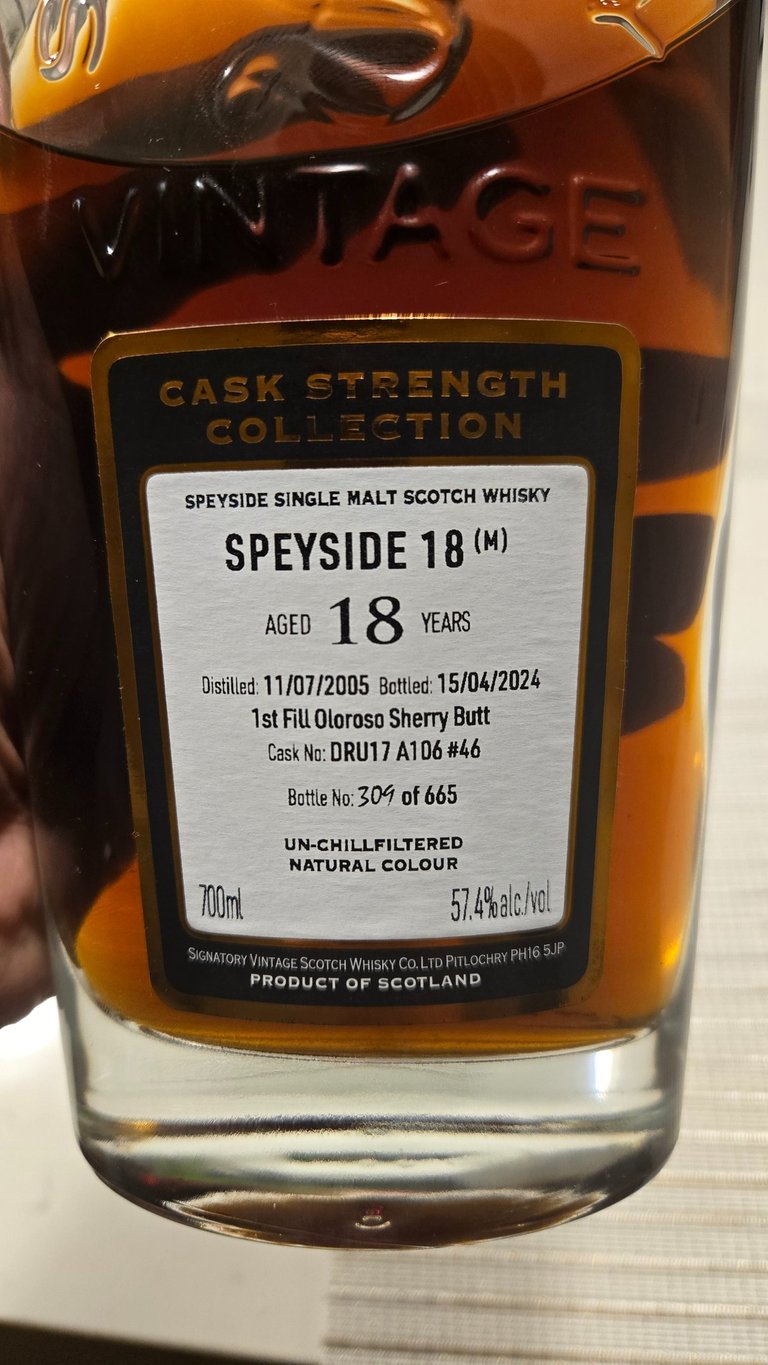 VINTAGE
CASK STRENGTH
COLLECTION
SPEYSIDE SINGLE MALT SCOTCH WHISKY
SPEYSIDE 18 (M)
AGED 18 YEARS
Distilled: 11/07/2005 Bottled: 15/04/2024
1st Fill Oloroso Sherry Butt
Cask No: DRU17 A106 #46
Bottle No: 309 of 665
UN-CHILLFILTERED
NATURAL COLOUR
700ml 57.4%alc./vol
SIGNATORY VINTAGE SCOTCH WHISKY CO. LTD PITLOCHRY PH16 5JP
PRODUCT OF SCOTLAND